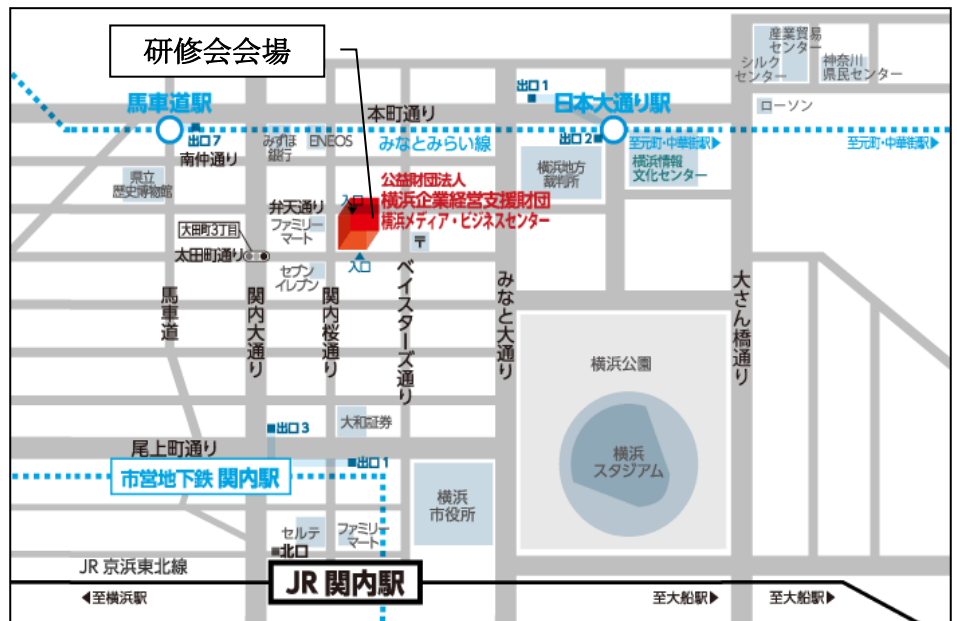 研修会会場
産業貿易
センター
シルク
センター
神奈川
県民センター
馬車道駅
本町通り
出口1
日本大通り駅
ローソン
出口7
みずほ
銀行
ENEOS
みなとみらい線
出口2
至元町・中華街駅▶
至元町・中華街駅▶
南仲通り
県立
歴史博物館
横浜地方
裁判所
横浜情報
文化センター
公益財団法人
横浜企業経営支援財団
横浜メディア・ビジネスセンター
入口
弁天通り
ファミリー
マート
〒
大田町3丁目
太田町通り
入口
セブン
イレブン
馬車道
関内大通り
関内桜通り
ベイスターズ通り
みなと大通り
大さん橋通り
横浜公園
横浜
スタジアム
大和証券
出口3
尾上町通り
出口1
市営地下鉄 関内駅
横浜
市役所
セルテ
ファミリー
マート
北口
JR 京浜東北線
JR 関内駅
◀至横浜駅
至大船駅▶
至大船駅▶